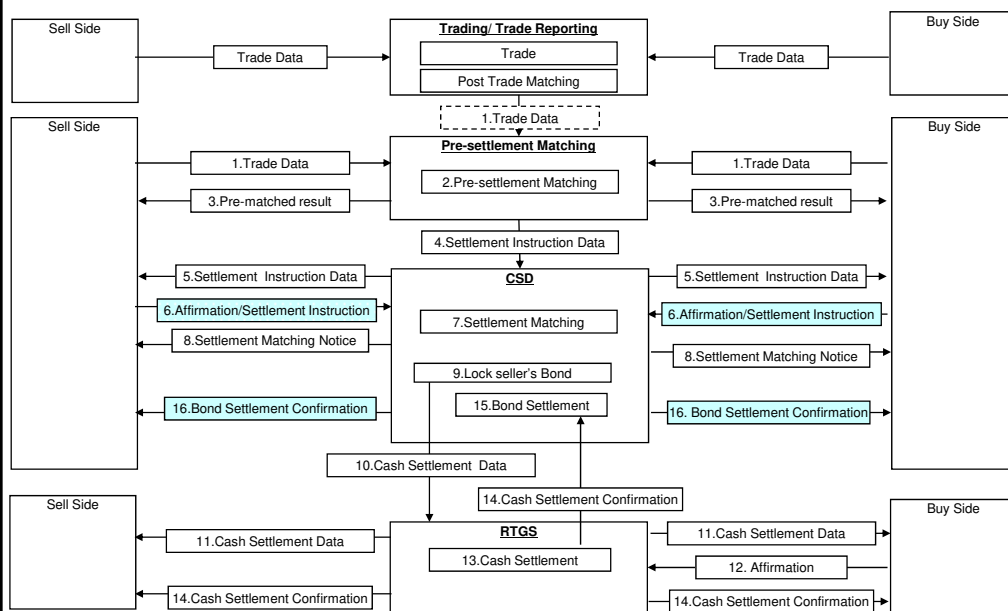 Sell Side
Trading/ Trade Reporting
Buy Side
Trade Data
Trade
Trade Data
Post Trade Matching
1.Trade Data
Sell Side
Buy Side
Pre-settlement Matching
1.Trade Data
1.Trade Data
2.Pre-settlement Matching
3.Pre-matched result
3.Pre-matched result
4.Settlement Instruction Data
5.Settlement  Instruction Data
CSD
5.Settlement  Instruction Data
6.Affirmation/Settlement Instruction
6.Affirmation/Settlement Instruction
7.Settlement Matching
8.Settlement Matching Notice
8.Settlement Matching Notice
9.Lock seller's Bond
15.Bond Settlement
16.Bond Settlement Confirmation
16. Bond Settlement Confirmation
10.Cash Settlement  Data
14.Cash Settlement Confirmation
Sell Side
Buy Side
RTGS
11.Cash Settlement Data
11.Cash Settlement Data
13.Cash Settlement
12. Affirmation
14.Cash Settlement Confirmation
14.Cash Settlement Confirmation